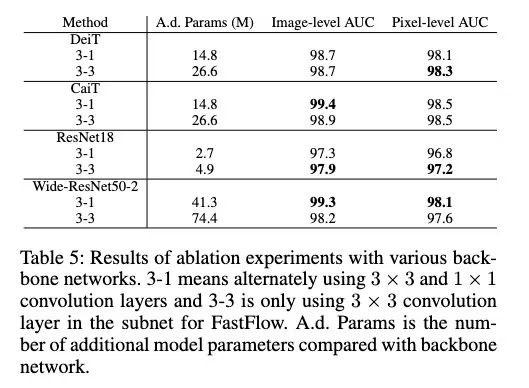 Method A.d. Params (M) Image-level AUC Pixel-level AUC
DeiT
3-1 14.8 98.7 98.1
3-3 26.6 98.7 98.3
CaiT
3-1 14.8 99.4 98.5
3-3 26.6 98.9 98.5
ResNet18
3-1 2.7 97.3 96.8
3-3 4.9 97.9 97.2
Wide-ResNet50-2
3-1 41.3 99.3 98.1
3-3 74.4 98.2 97.6
Table 5: Results of ablation experiments with various back-
bone networks. 3-1 means alternately using 3 × 3 and 1 × 1
convolution layers and 3-3 is only using 3 × 3 convolution
layer in the subnet for FastFlow. A.d. Params is the num-
ber of additional model parameters compared with backbone
network.